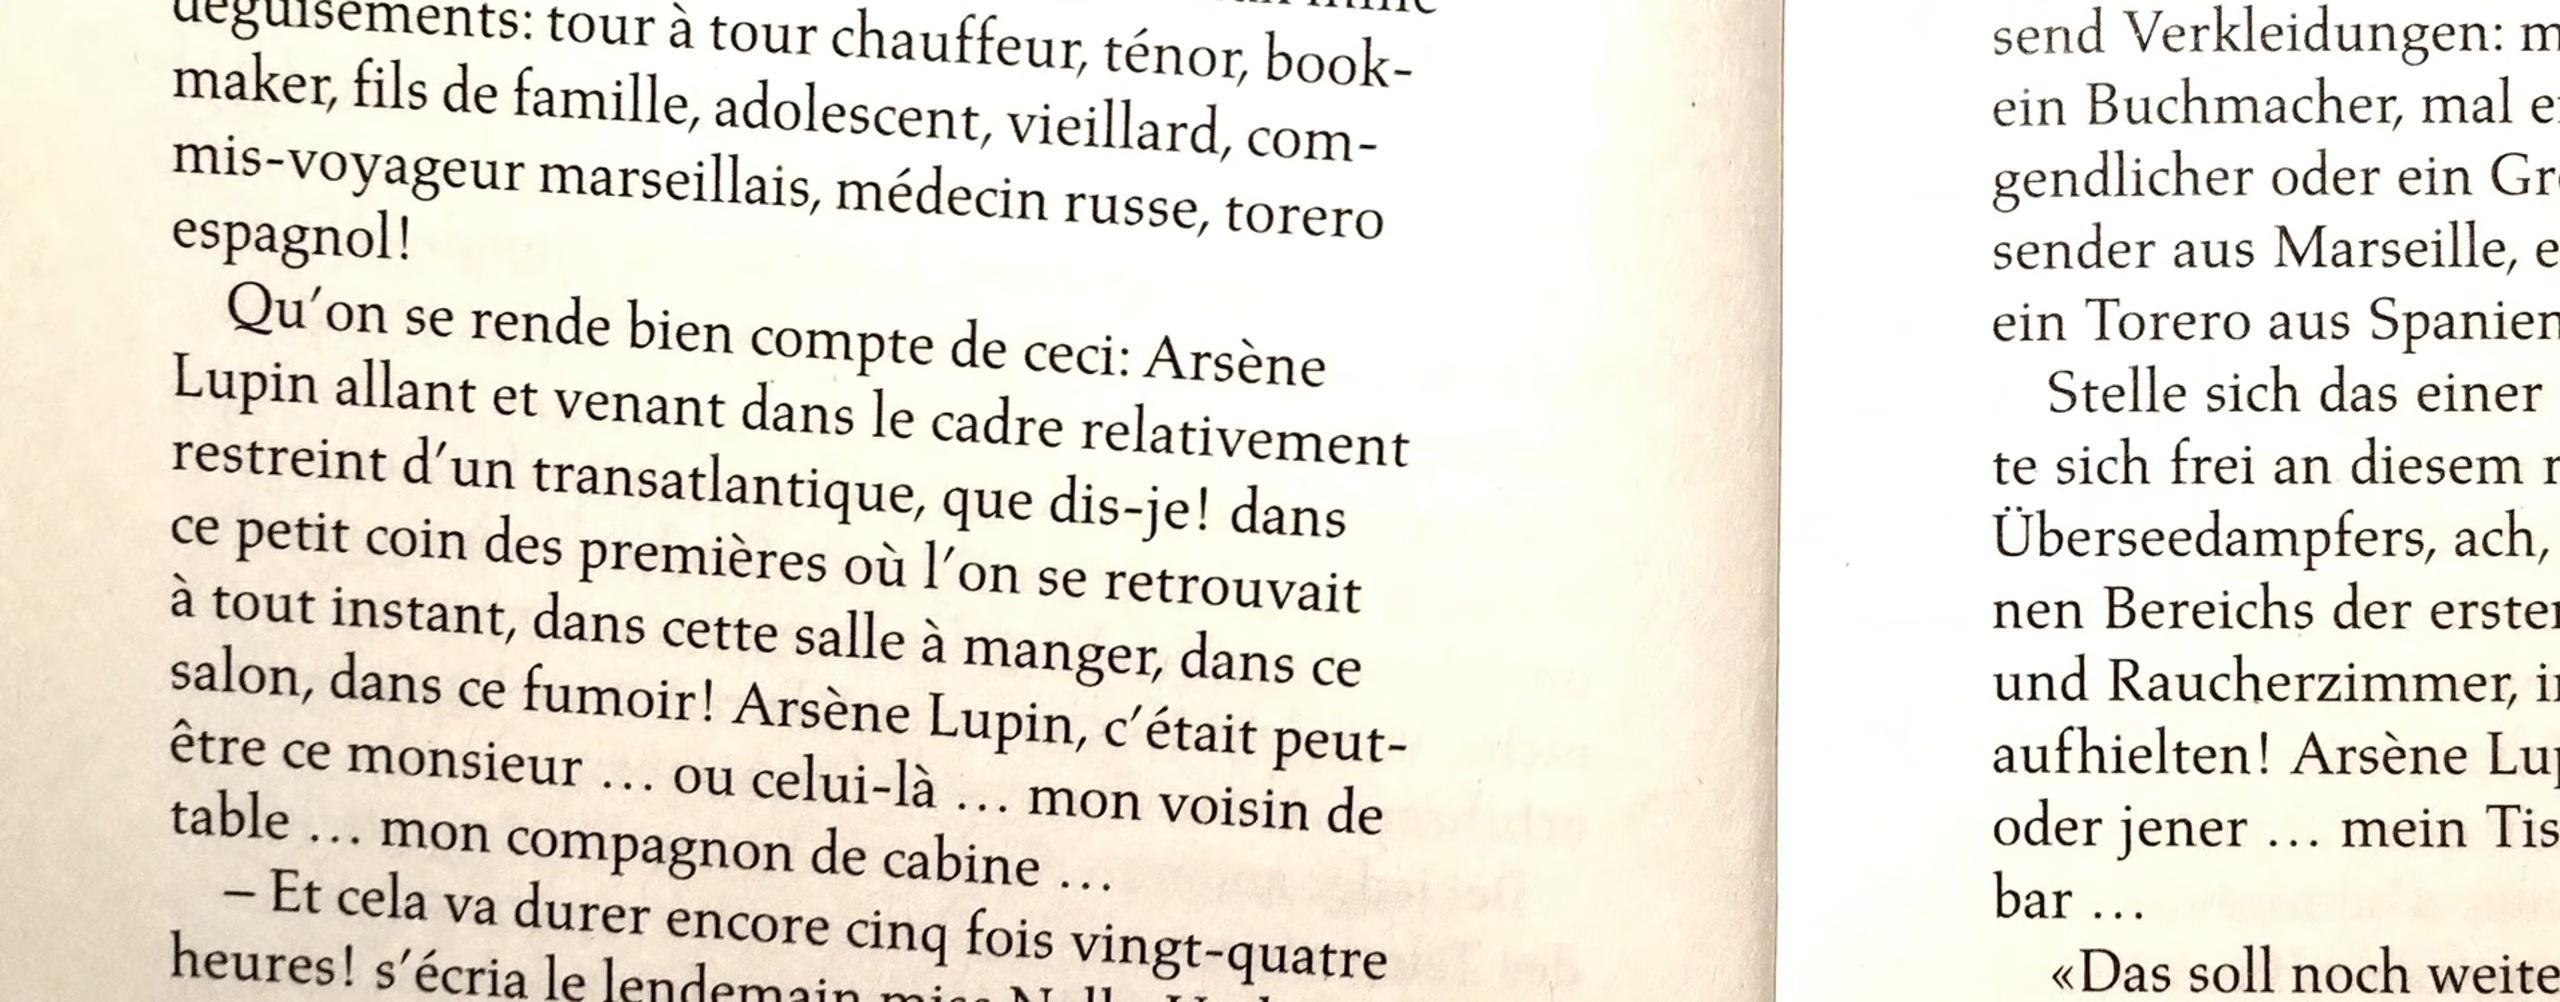 déguisements: tour à tour chauffeur, ténor, book-
maker, fils de famille, adolescent, vieillard, com-
mis-voyageur marseillais, médecin russe, torero
espagnol!
Qu'on se rende bien compte de ceci: Arsène
Lupin allant et venant dans le cadre relativement
restreint d'un transatlantique, que dis-je! dans
ce petit coin des premières où l'on se retrouvait
à tout instant, dans cette salle à manger, dans ce
salon, dans ce fumoir! Arsène Lupin, c'était peut-
être ce monsieur ... ou celui-là ... mon voisin de
table ... mon compagnon de cabine ...
– Et cela va durer encore cinq fois vingt-quatre
heures! s'écria le lendemain miss
send Verkleidungen:
ein Buchmacher, mal
gendlicher oder ein
sender aus Marseille,
ein Torero aus Spanien
Stelle sich das einer
te sich frei an diesem
Überseedampfers, ach,
nen Bereichs der
und Raucherzimmer,
aufhielten! Arsène
oder jener ... mein
bar ...
«Das soll noch